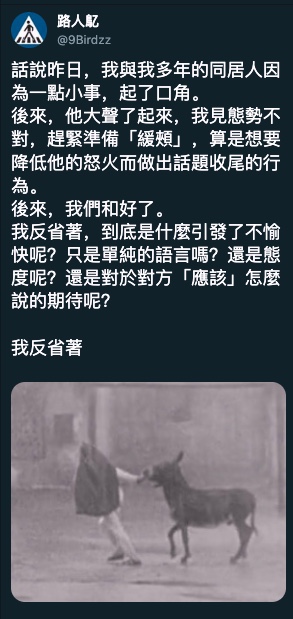 路人鳦
@9Birdzz
話說昨日，我與我多年的同居人因
為一點小事，起了口角。
後來，他大聲了起來，我見態勢不
對，趕緊準備「緩頰」，算是想要
降低他的怒火而做出話題收尾的行
為。
後來，我們和好了。
我反省著，到底是什麼引發了不愉
快呢？只是單純的語言嗎？還是態
度呢？還是對於對方「應該」怎麼
說的期待呢？
我反省著